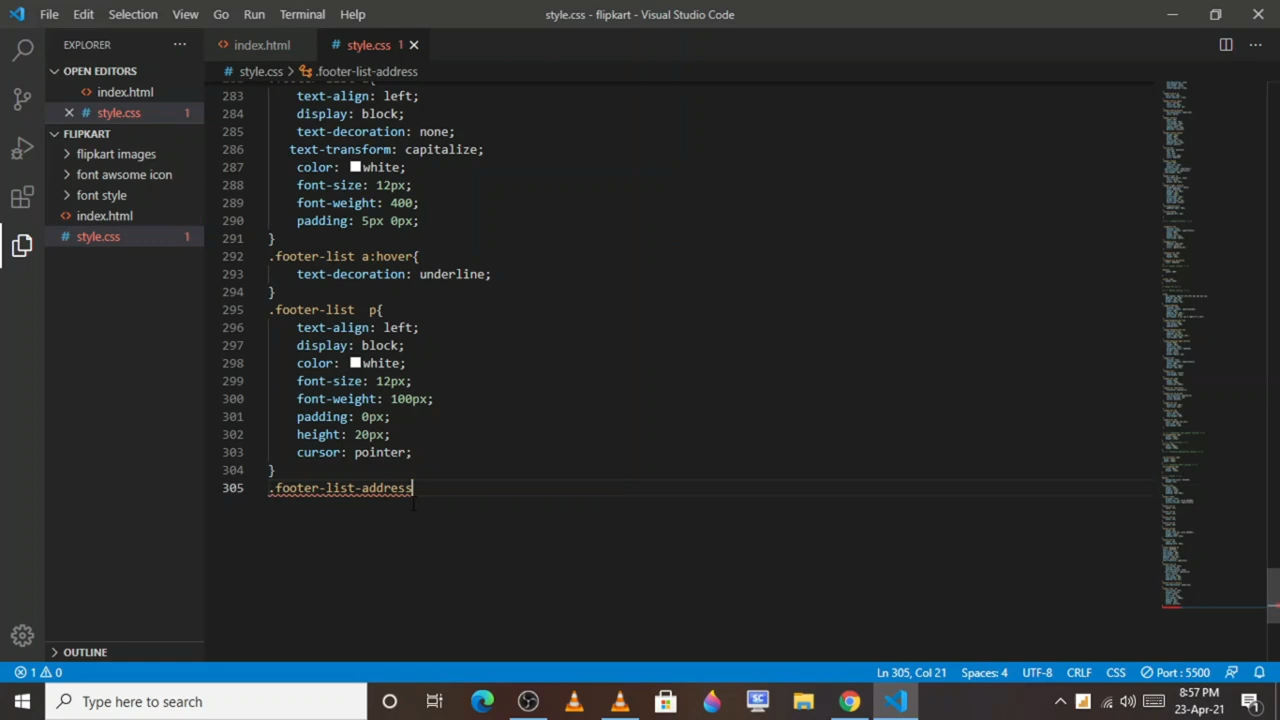 File Edit Selection View Go Run Terminal Help
style.css - flipkart - Visual Studio Code
EXPLORER
index.html
style.css 1
style.css > .footer-list-address
OPEN EDITORS
index.html
style.css 1
FLIPKART
flipkart images
font awsome icon
font style
index.html
style.css 1
283 text-align: left;
284 display: block;
285 text-decoration: none;
286 text-transform: capitalize;
287 color: white;
288 font-size: 12px;
289 font-weight: 400;
290 padding: 5px 0px;
291 }
292 .footer-list a:hover{
293 text-decoration: underline;
294 }
295 .footer-list  p{
296 text-align: left;
297 display: block;
298 color: white;
299 font-size: 12px;
300 font-weight: 100px;
301 padding: 0px;
302 height: 20px;
303 cursor: pointer;
304 }
305 .footer-list-address
OUTLINE
1 0
Ln 305, Col 21 Spaces: 4 UTF-8 CRLF CSS Port : 5500
Type here to search
8:57 PM
23-Apr-21
1